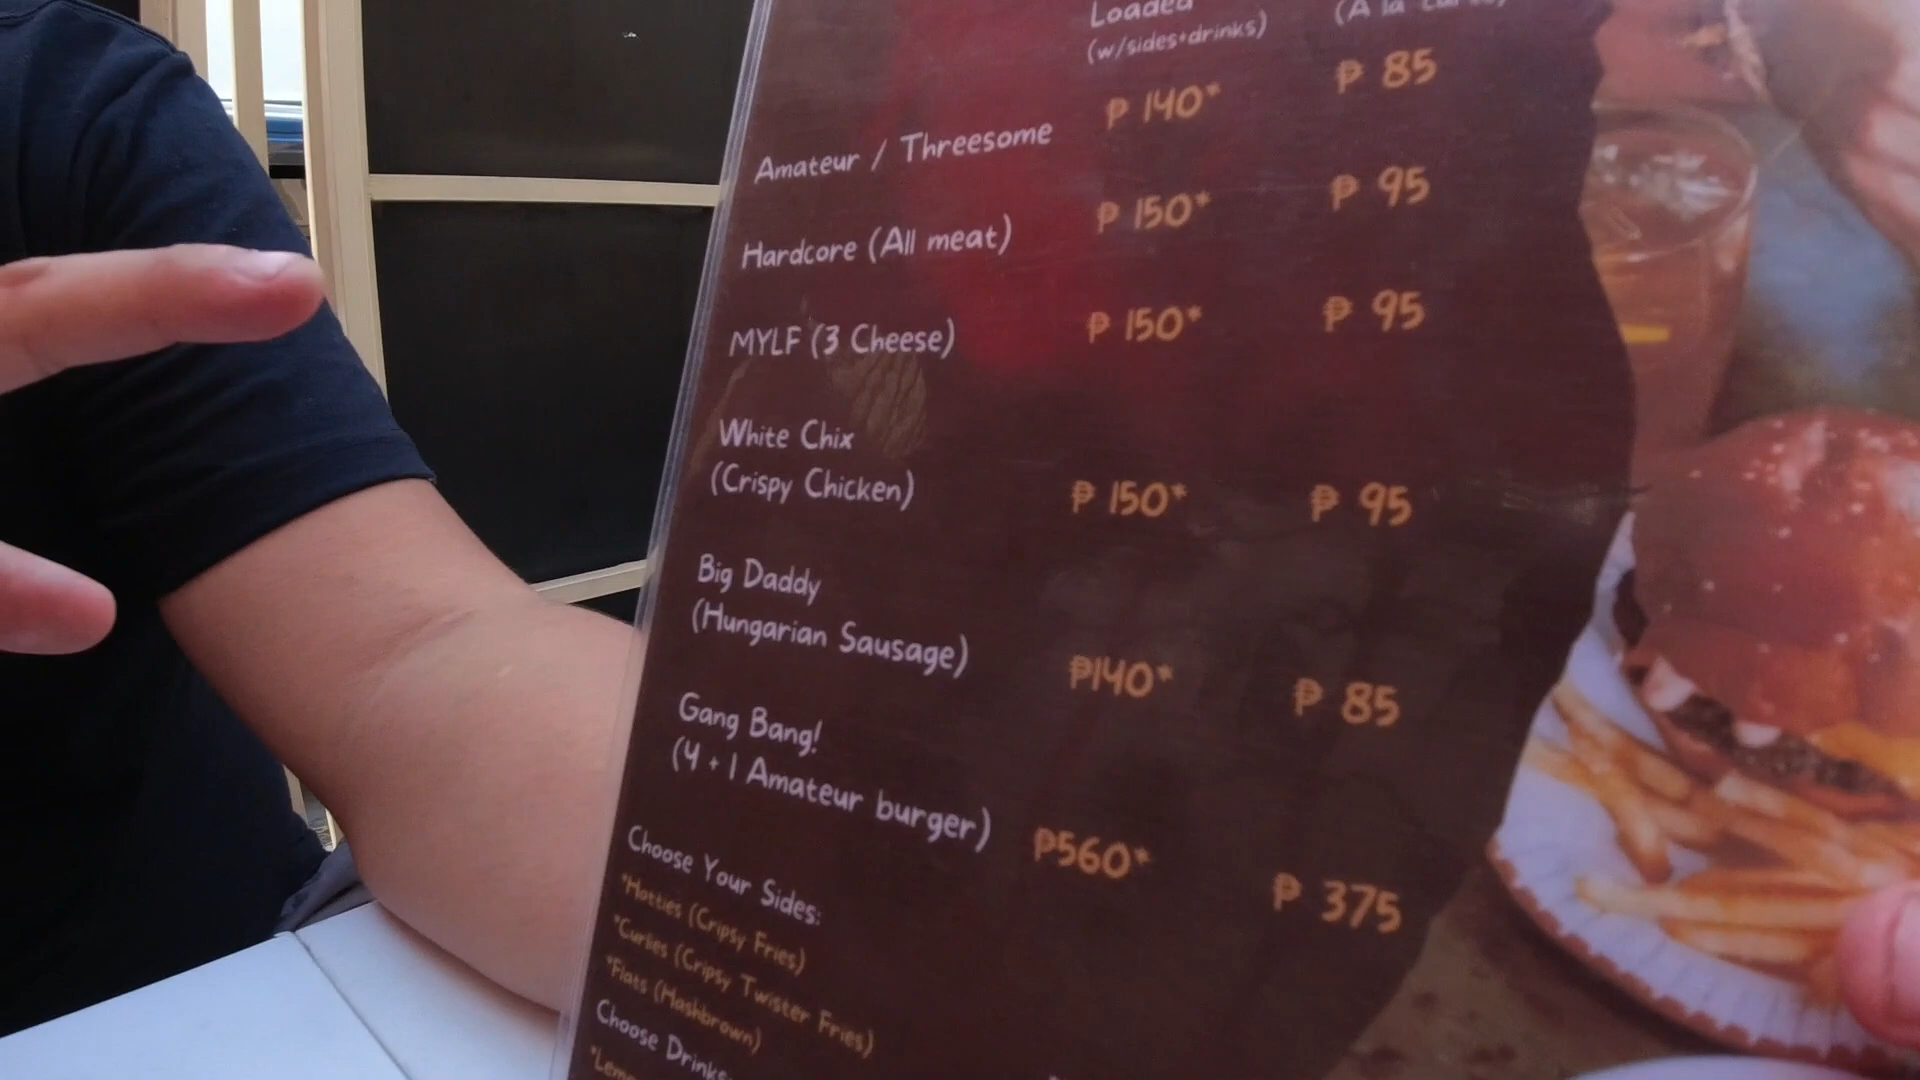 Loaded
(w/sides+drinks)
(A la carte)
Amateur / Threesome ₱ 140* ₱ 85
Hardcore (All meat) ₱ 150* ₱ 95
MYLF (3 Cheese) ₱ 150* ₱ 95
White Chix
(Crispy Chicken) ₱ 150* ₱ 95
Big Daddy
(Hungarian Sausage) ₱140* ₱ 85
Gang Bang!
(4 + 1 Amateur burger) ₱560* ₱ 375
Choose Your Sides:
*Hotties (Cripsy Fries)
*Curlies (Cripsy Twister Fries)
*Flats (Hashbrown)
Choose Drinks: